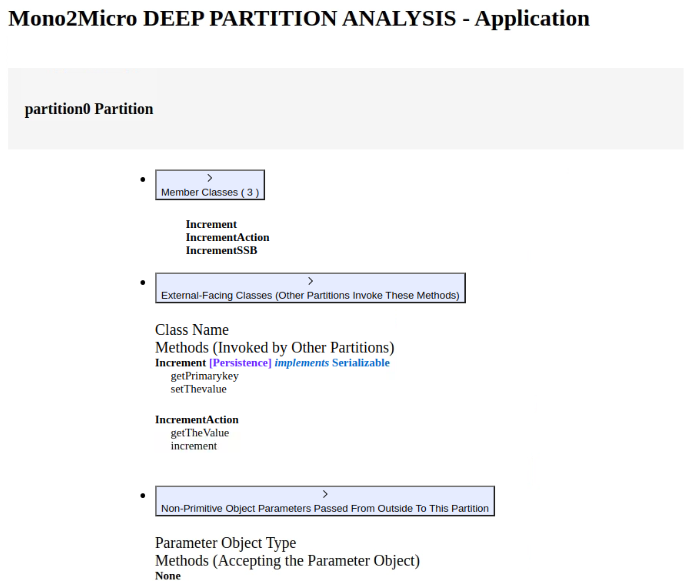 Mono2Micro DEEP PARTITION ANALYSIS - Application
partition0 Partition
Member Classes ( 3 )
Increment
IncrementAction
IncrementSSB
External-Facing Classes (Other Partitions Invoke These Methods)
Class Name
Methods (Invoked by Other Partitions)
Increment [Persistence] implements Serializable
getPrimarykey
setThevalue
IncrementAction
getTheValue
increment
Non-Primitive Object Parameters Passed From Outside To This Partition
Parameter Object Type
Methods (Accepting the Parameter Object)
None